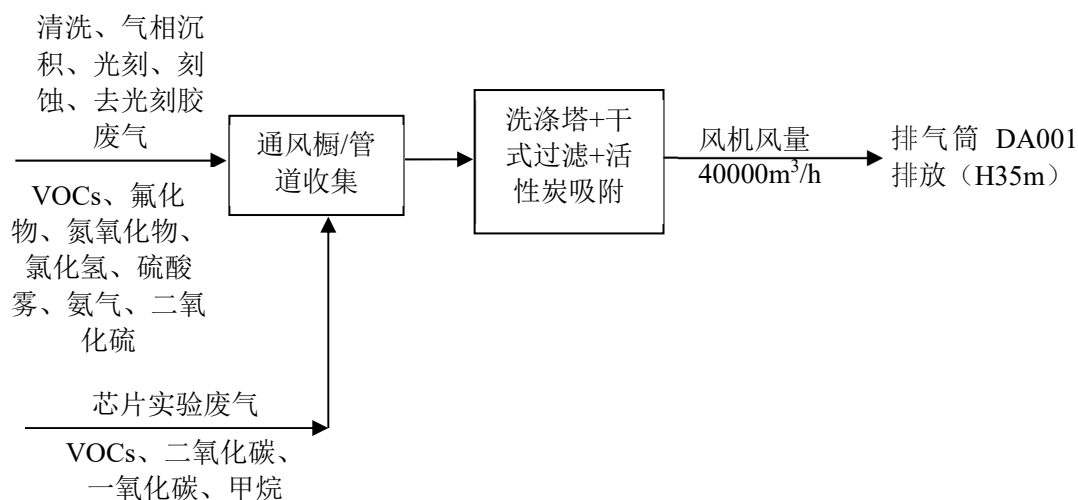 清洗、气相沉
积、光刻、刻
蚀、去光刻胶
废气
VOCs、氟化
物、氮氧化物、
氯化氢、硫酸
雾、氨气、二氧
化硫
通风橱/管
道收集
洗涤塔+干
式过滤+活
性炭吸附
风机风量
40000m³/h
排气筒 DA001
排放（H35m）
芯片实验废气
VOCs、二氧化碳、
一氧化碳、甲烷